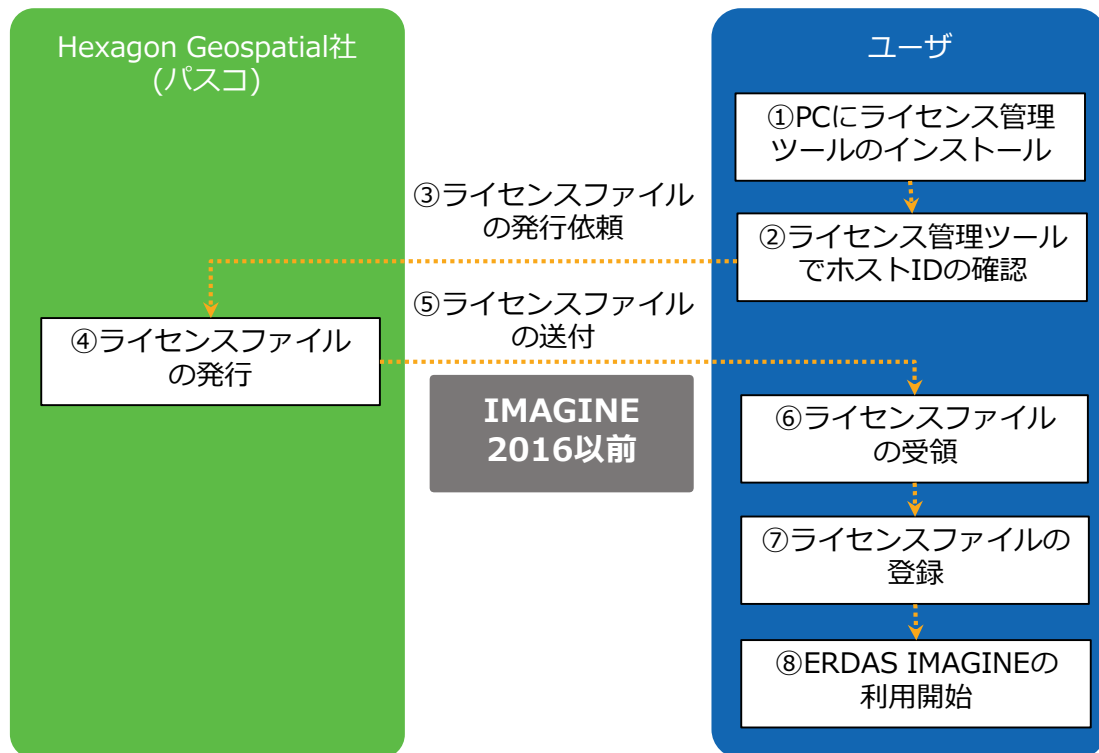 Hexagon Geospatial社
(パスコ)
ユーザ
①PCにライセンス管理
ツールのインストール
②ライセンス管理ツール
でホストIDの確認
③ライセンスファイル
の発行依頼
④ライセンスファイル
の発行
⑤ライセンスファイル
の送付
IMAGINE
2016以前
⑥ライセンスファイル
の受領
⑦ライセンスファイルの
登録
⑧ERDAS IMAGINEの
利用開始